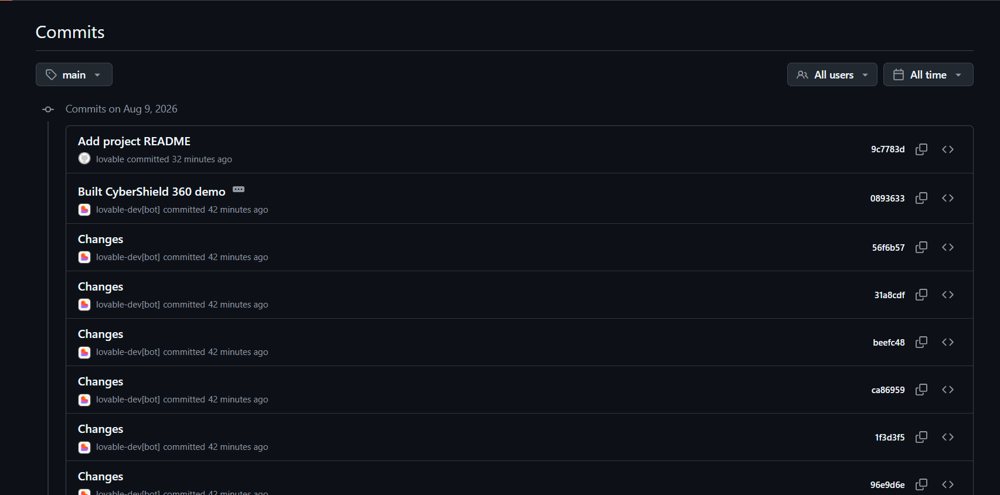 Commits
main
All users
All time
Commits on Aug 9, 2026
Add project README
lovable committed 32 minutes ago
9c7783d
Built CyberShield 360 demo
lovable-dev[bot] committed 42 minutes ago
0893633
Changes
lovable-dev[bot] committed 42 minutes ago
56f6b57
Changes
lovable-dev[bot] committed 42 minutes ago
31a8cdf
Changes
lovable-dev[bot] committed 42 minutes ago
beefc48
Changes
lovable-dev[bot] committed 42 minutes ago
ca86959
Changes
lovable-dev[bot] committed 42 minutes ago
1f3d3f5
Changes
lovable-dev[bot] committed 42 minutes ago
96e9d6e